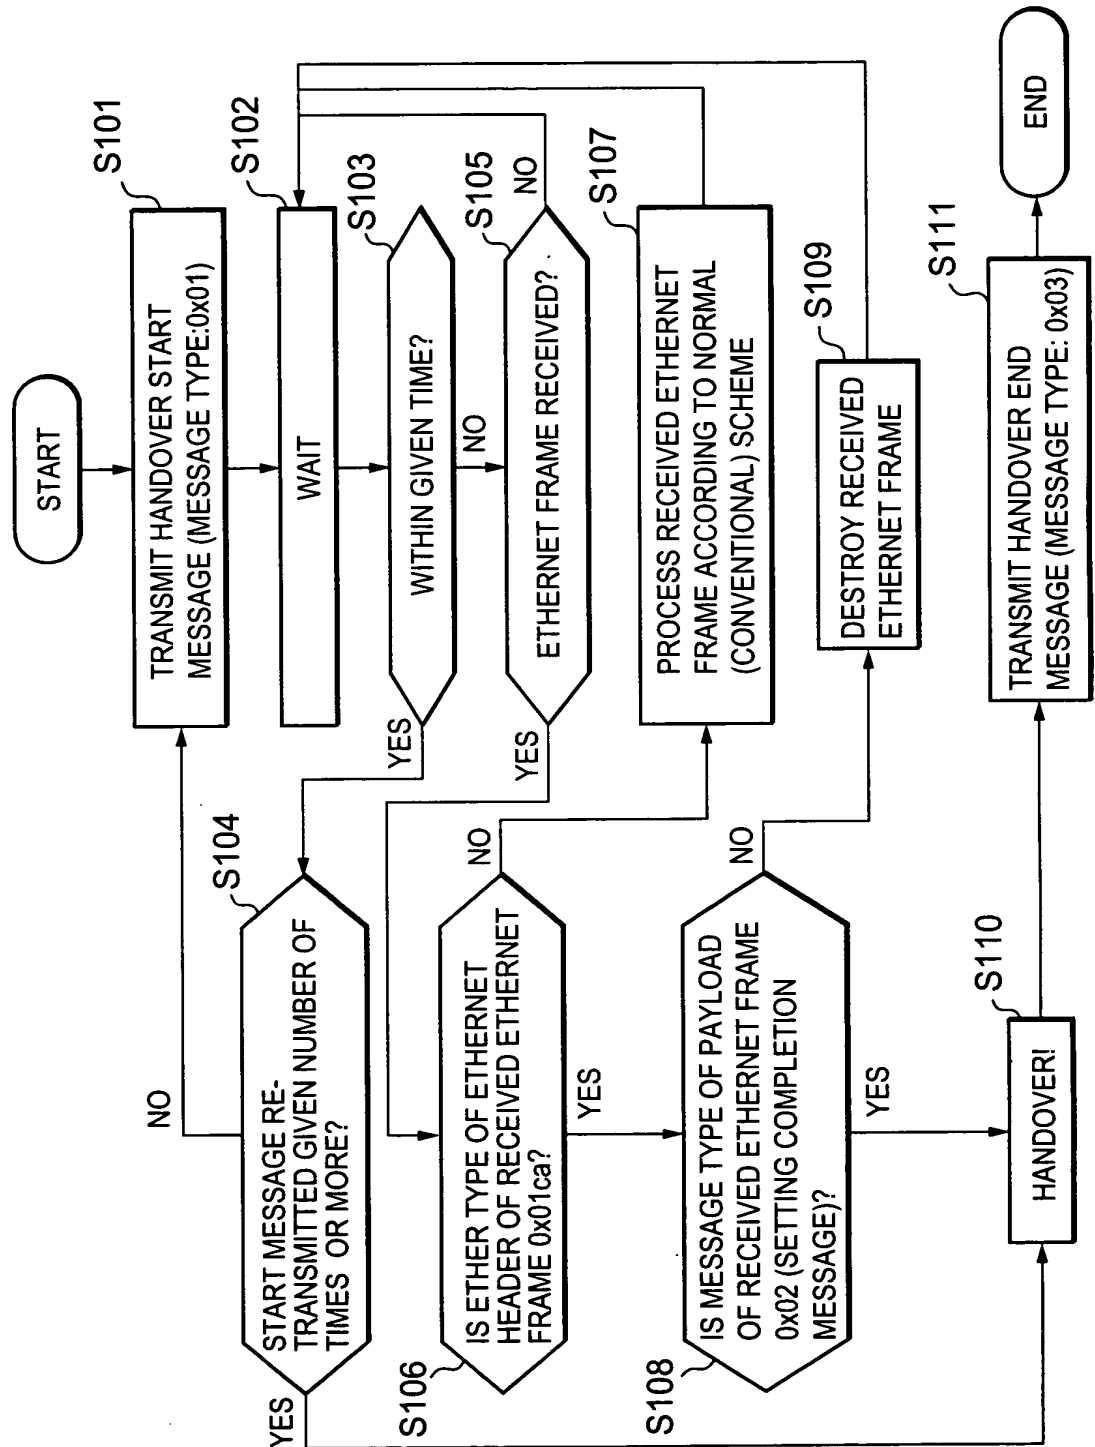 START
S101
TRANSMIT HANDOVER START
MESSAGE (MESSAGE TYPE:0x01)
S102
WAIT
S103
WITHIN GIVEN TIME?
YES
NO
S104
START MESSAGE RE-
TRANSMITTED GIVEN NUMBER OF
TIMES OR MORE?
NO
YES
S105
ETHERNET FRAME RECEIVED?
YES
NO
S106
IS ETHER TYPE OF ETHERNET
HEADER OF RECEIVED ETHERNET
FRAME 0x01ca?
NO
YES
S107
PROCESS RECEIVED ETHERNET
FRAME ACCORDING TO NORMAL
(CONVENTIONAL) SCHEME
S108
IS MESSAGE TYPE OF PAYLOAD
OF RECEIVED ETHERNET FRAME
0x02 (SETTING COMPLETION
MESSAGE)?
NO
YES
S109
DESTROY RECEIVED
ETHERNET FRAME
S110
HANDOVER!
S111
TRANSMIT HANDOVER END
MESSAGE (MESSAGE TYPE: 0x03)
END